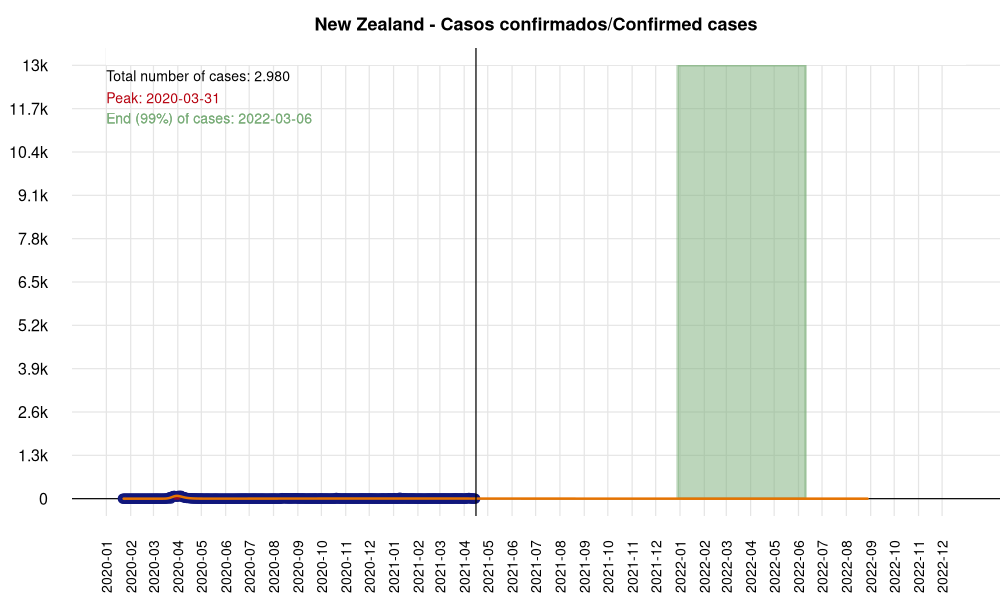 New Zealand - Casos confirmados/Confirmed cases
Total number of cases: 2.980
Peak: 2020-03-31
End (99%) of cases: 2022-03-06
13k
11.7k
10.4k
9.1k
7.8k
6.5k
5.2k
3.9k
2.6k
1.3k
0
2020-01
2020-02
2020-03
2020-04
2020-05
2020-06
2020-07
2020-08
2020-09
2020-10
2020-11
2020-12
2021-01
2021-02
2021-03
2021-04
2021-05
2021-06
2021-07
2021-08
2021-09
2021-10
2021-11
2021-12
2022-01
2022-02
2022-03
2022-04
2022-05
2022-06
2022-07
2022-08
2022-09
2022-10
2022-11
2022-12